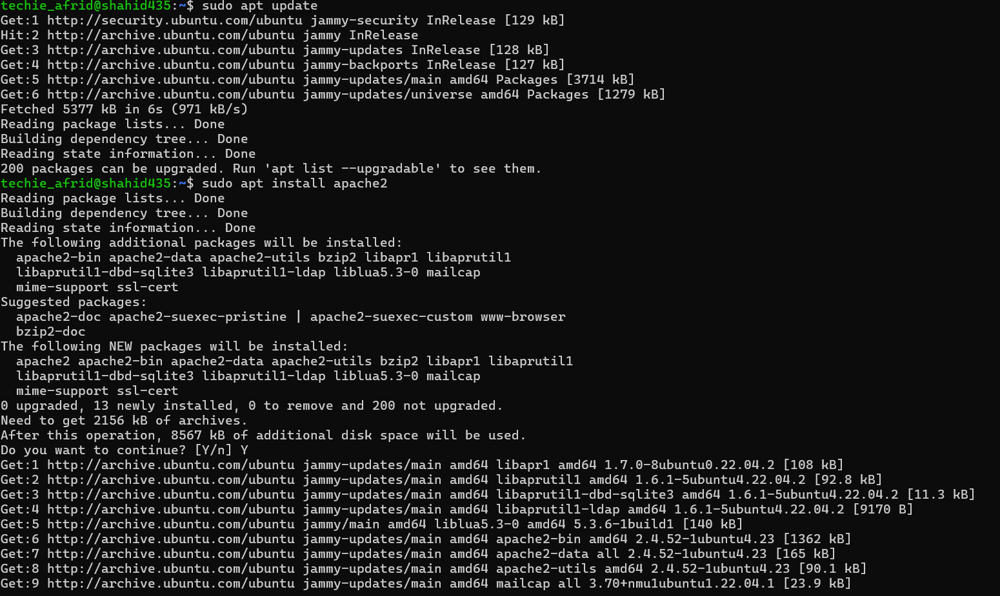 techie_afrid@shahid435:~$ sudo apt update
Get:1 http://security.ubuntu.com/ubuntu jammy-security InRelease [129 kB]
Hit:2 http://archive.ubuntu.com/ubuntu jammy InRelease
Get:3 http://archive.ubuntu.com/ubuntu jammy-updates InRelease [128 kB]
Get:4 http://archive.ubuntu.com/ubuntu jammy-backports InRelease [127 kB]
Get:5 http://archive.ubuntu.com/ubuntu jammy-updates/main amd64 Packages [3714 kB]
Get:6 http://archive.ubuntu.com/ubuntu jammy-updates/universe amd64 Packages [1279 kB]
Fetched 5377 kB in 6s (971 kB/s)
Reading package lists... Done
Building dependency tree... Done
Reading state information... Done
200 packages can be upgraded. Run 'apt list --upgradable' to see them.
techie_afrid@shahid435:~$ sudo apt install apache2
Reading package lists... Done
Building dependency tree... Done
Reading state information... Done
The following additional packages will be installed:
  apache2-bin apache2-data apache2-utils bzip2 libapr1 libaprutil1
  libaprutil1-dbd-sqlite3 libaprutil1-ldap liblua5.3-0 mailcap
  mime-support ssl-cert
Suggested packages:
  apache2-doc apache2-suexec-pristine | apache2-suexec-custom www-browser
  bzip2-doc
The following NEW packages will be installed:
  apache2 apache2-bin apache2-data apache2-utils bzip2 libapr1 libaprutil1
  libaprutil1-dbd-sqlite3 libaprutil1-ldap liblua5.3-0 mailcap
  mime-support ssl-cert
0 upgraded, 13 newly installed, 0 to remove and 200 not upgraded.
Need to get 2156 kB of archives.
After this operation, 8567 kB of additional disk space will be used.
Do you want to continue? [Y/n] Y
Get:1 http://archive.ubuntu.com/ubuntu jammy-updates/main amd64 libapr1 amd64 1.7.0-8ubuntu0.22.04.2 [108 kB]
Get:2 http://archive.ubuntu.com/ubuntu jammy-updates/main amd64 libaprutil1 amd64 1.6.1-5ubuntu4.22.04.2 [92.8 kB]
Get:3 http://archive.ubuntu.com/ubuntu jammy-updates/main amd64 libaprutil1-dbd-sqlite3 amd64 1.6.1-5ubuntu4.22.04.2 [11.3 kB]
Get:4 http://archive.ubuntu.com/ubuntu jammy-updates/main amd64 libaprutil1-ldap amd64 1.6.1-5ubuntu4.22.04.2 [9170 B]
Get:5 http://archive.ubuntu.com/ubuntu jammy/main amd64 liblua5.3-0 amd64 5.3.6-1build1 [140 kB]
Get:6 http://archive.ubuntu.com/ubuntu jammy-updates/main amd64 apache2-bin amd64 2.4.52-1ubuntu4.23 [1362 kB]
Get:7 http://archive.ubuntu.com/ubuntu jammy-updates/main amd64 apache2-data all 2.4.52-1ubuntu4.23 [165 kB]
Get:8 http://archive.ubuntu.com/ubuntu jammy-updates/main amd64 apache2-utils amd64 2.4.52-1ubuntu4.23 [90.1 kB]
Get:9 http://archive.ubuntu.com/ubuntu jammy-updates/main amd64 mailcap all 3.70+nmu1ubuntu1.22.04.1 [23.9 kB]